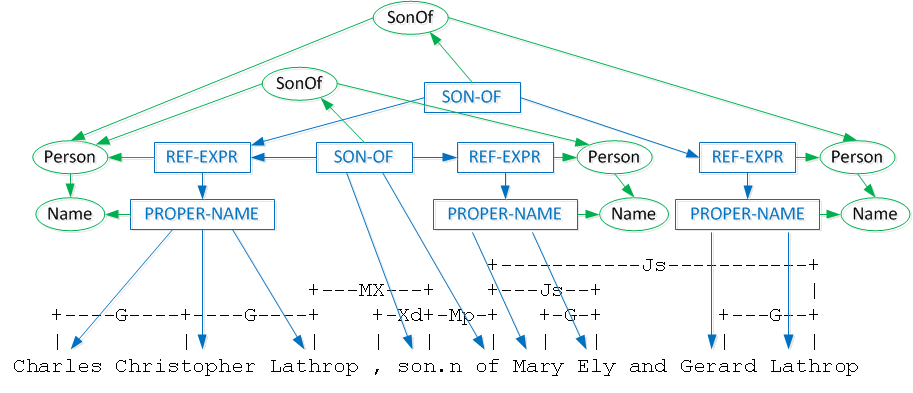 SonOf
SonOf
SON-OF
Person REF-EXPR SON-OF REF-EXPR Person REF-EXPR Person
Name PROPER-NAME PROPER-NAME Name PROPER-NAME Name
+------------Js-----------+
+---MX----+ +----Js--+ |
+----G-----+-----G----+ +-Xd+-Mp-+ +-G-+ +---G--+
| | | | | | | | | |
Charles Christopher Lathrop , son.n of Mary Ely and Gerard Lathrop